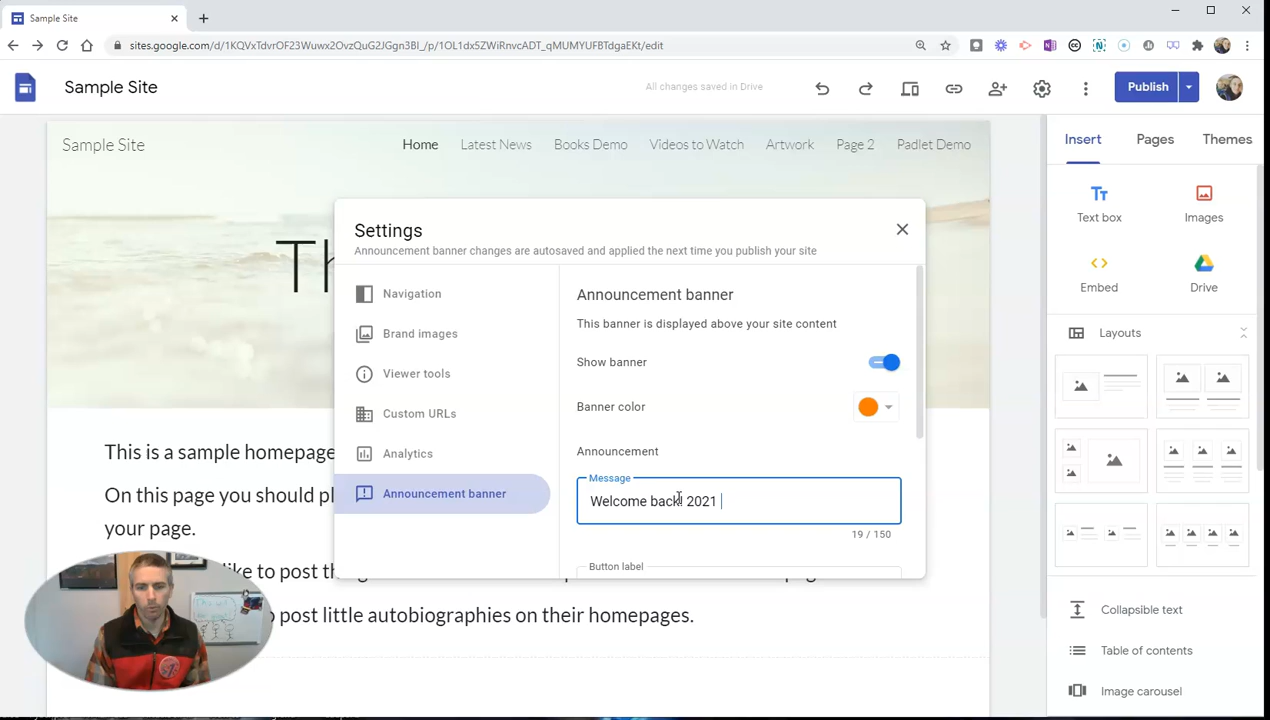 Sample Site
sites.google.com/d/1KQVxTdvrOF23Wuwx2OvzQuG2JGgn3BI_/p/1OL1dx5ZWiRnvcADT_qMUMYUFBTdgaEKt/edit
Sample Site
All changes saved in Drive
Publish
Sample Site
Home
Latest News
Books Demo
Videos to Watch
Artwork
Page 2
Padlet Demo
Insert
Pages
Themes
Text box
Images
Embed
Drive
Layouts
Collapsible text
Table of contents
Image carousel
Settings
Announcement banner changes are autosaved and applied the next time you publish your site
Navigation
Brand images
Viewer tools
Custom URLs
Analytics
Announcement banner
Announcement banner
This banner is displayed above your site content
Show banner
Banner color
Announcement
Message
Welcome back! 2021
19 / 150
Button label
This is a sample homepage
On this page you should
your page.
like to post
to post little autobiographies on their homepages.